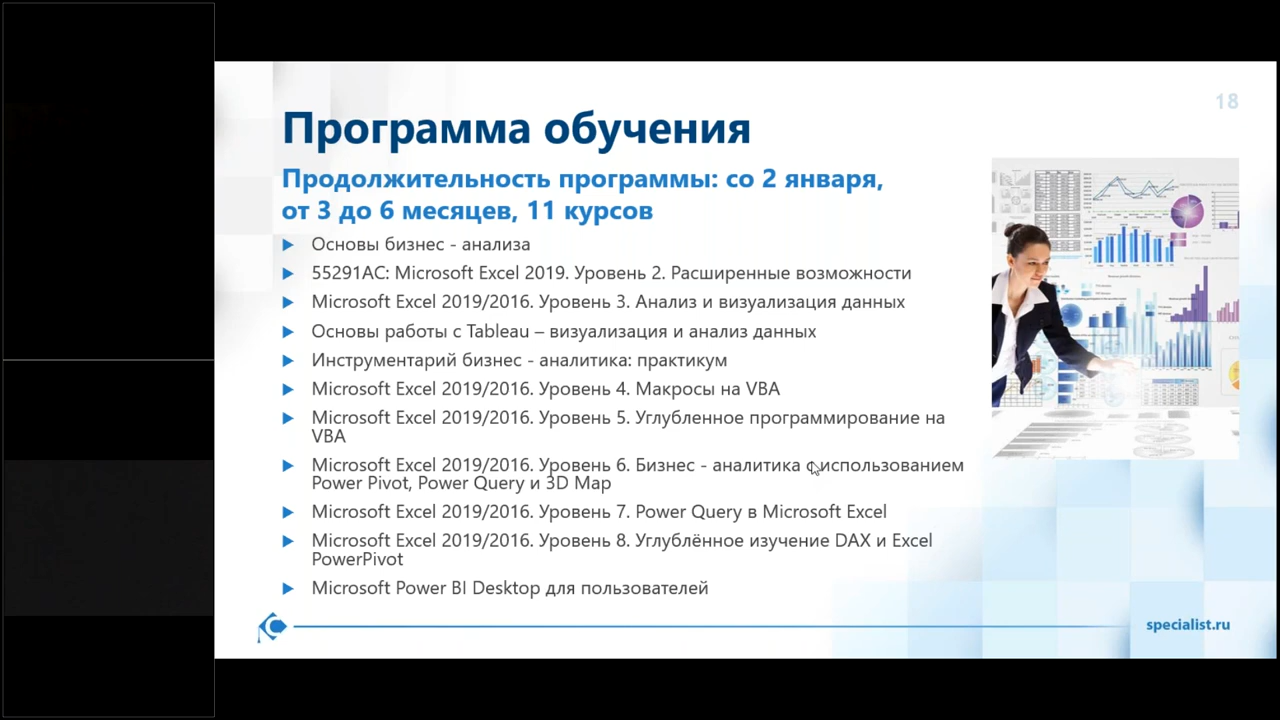 18
Программа обучения
Продолжительность программы: со 2 января,
от 3 до 6 месяцев, 11 курсов
Основы бизнес - анализа
55291AC: Microsoft Excel 2019. Уровень 2. Расширенные возможности
Microsoft Excel 2019/2016. Уровень 3. Анализ и визуализация данных
Основы работы с Tableau – визуализация и анализ данных
Инструментарий бизнес - аналитика: практикум
Microsoft Excel 2019/2016. Уровень 4. Макросы на VBA
Microsoft Excel 2019/2016. Уровень 5. Углубленное программирование на
VBA
Microsoft Excel 2019/2016. Уровень 6. Бизнес - аналитика с использованием
Power Pivot, Power Query и 3D Map
Microsoft Excel 2019/2016. Уровень 7. Power Query в Microsoft Excel
Microsoft Excel 2019/2016. Уровень 8. Углублённое изучение DAX и Excel
PowerPivot
Microsoft Power BI Desktop для пользователей
specialist.ru